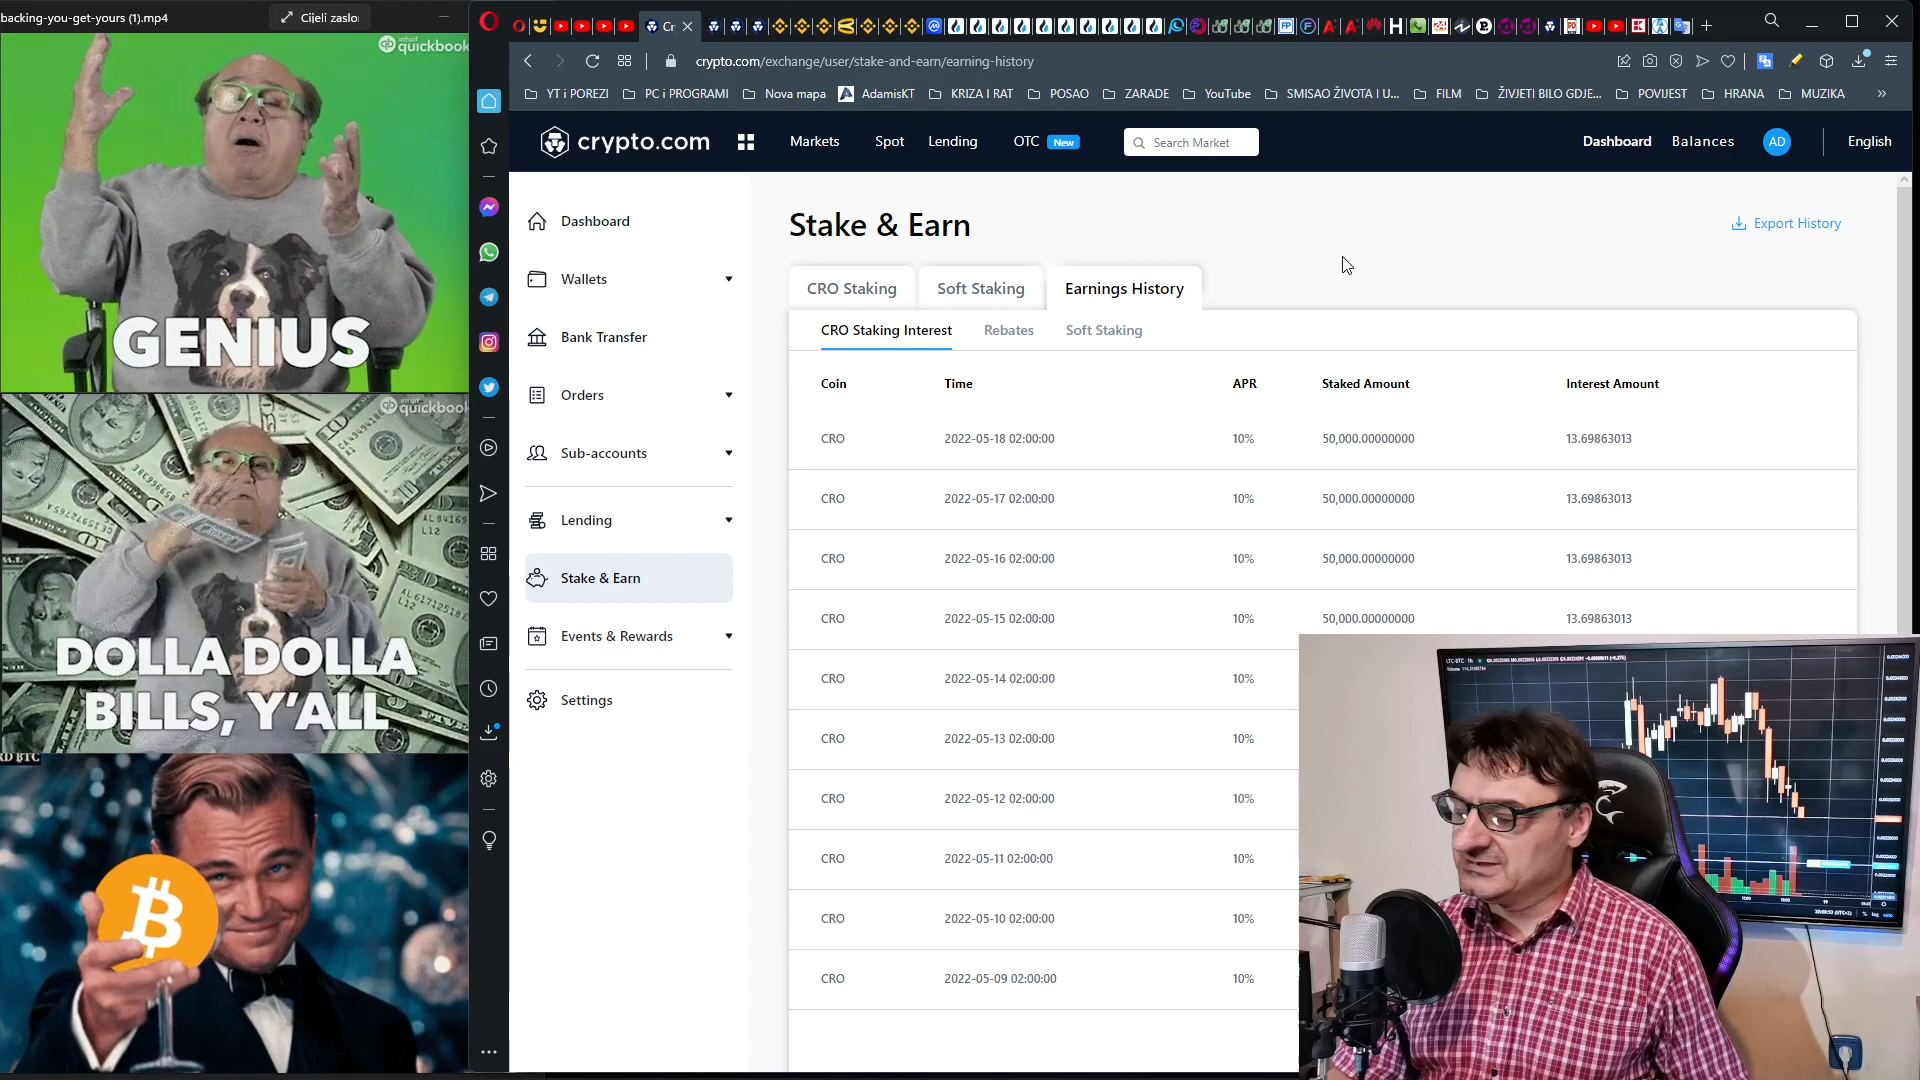 backing-you-get-yours (1).mp4
Cijeli zaslon
intuit
quickbook
GENIUS
intuit
quickbook
DOLLA DOLLA
BILLS, Y'ALL
RD BTC
Cr
crypto.com/exchange/user/stake-and-earn/earning-history
YT i POREZI
PC i PROGRAMI
Nova mapa
AdamisKT
KRIZA I RAT
POSAO
ZARADE
YouTube
SMISAO ŽIVOTA I U...
FILM
ŽIVJETI BILO GDJE...
POVIJEST
HRANA
MUZIKA
crypto.com
Markets
Spot
Lending
OTC New
Search Market
Dashboard
Balances
AD
English
Dashboard
Wallets
Bank Transfer
Orders
Sub-accounts
Lending
Stake & Earn
Events & Rewards
Settings
Stake & Earn
Export History
CRO Staking
Soft Staking
Earnings History
CRO Staking Interest
Rebates
Soft Staking
Coin Time APR Staked Amount Interest Amount
CRO 2022-05-18 02:00:00 10% 50,000.00000000 13.69863013
CRO 2022-05-17 02:00:00 10% 50,000.00000000 13.69863013
CRO 2022-05-16 02:00:00 10% 50,000.00000000 13.69863013
CRO 2022-05-15 02:00:00 10% 50,000.00000000 13.69863013
CRO 2022-05-14 02:00:00 10%
CRO 2022-05-13 02:00:00 10%
CRO 2022-05-12 02:00:00 10%
CRO 2022-05-11 02:00:00 10%
CRO 2022-05-10 02:00:00 10%
CRO 2022-05-09 02:00:00 10%